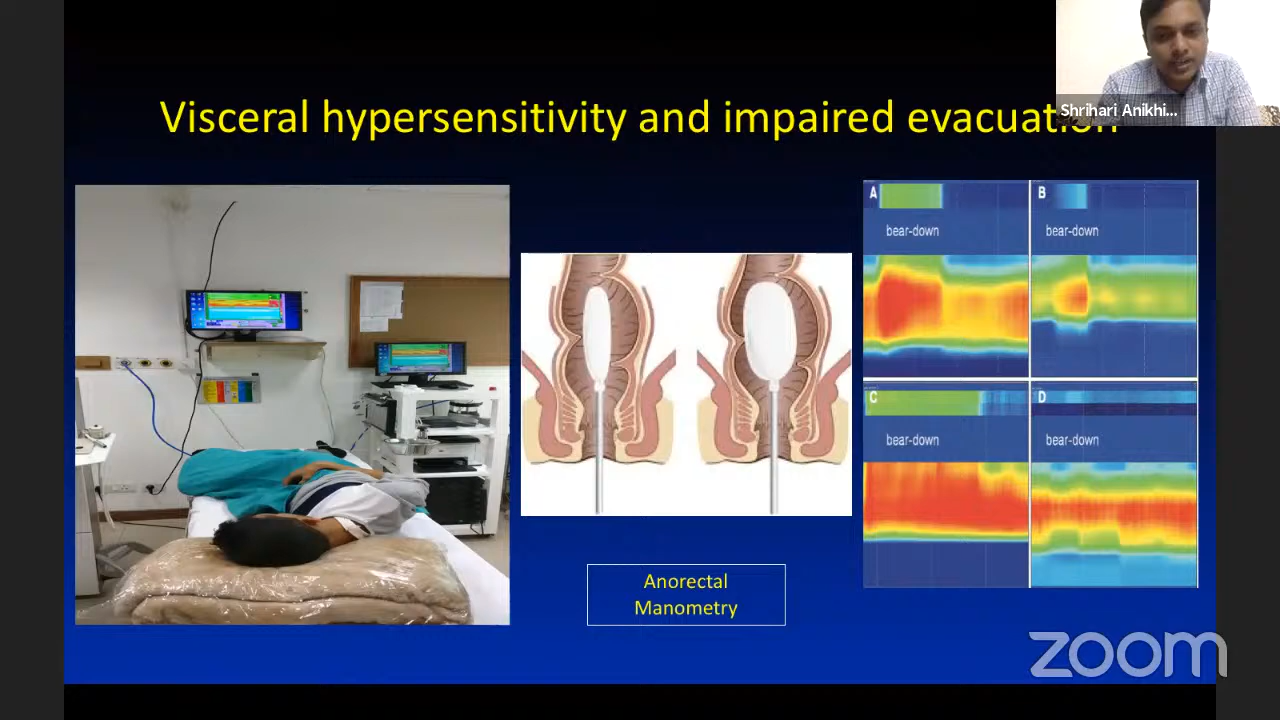 Shrihari Anikhi...
Visceral hypersensitivity and impaired evacuation
A
bear-down
B
bear-down
C
bear-down
D
bear-down
Anorectal
Manometry
zoom